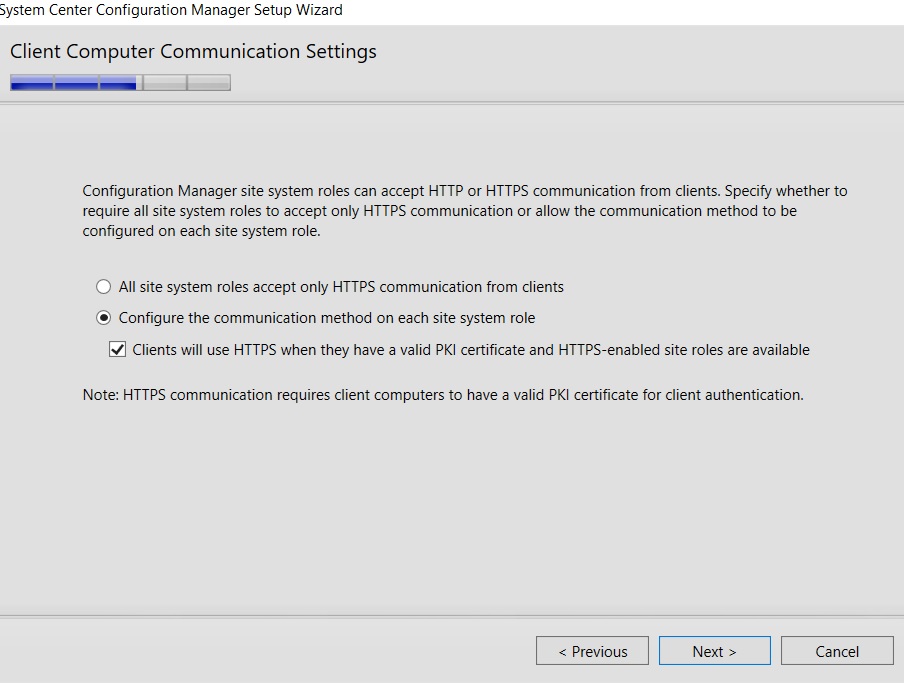 System Center Configuration Manager Setup Wizard
Client Computer Communication Settings
Configuration Manager site system roles can accept HTTP or HTTPS communication from clients. Specify whether to
require all site system roles to accept only HTTPS communication or allow the communication method to be
configured on each site system role.
All site system roles accept only HTTPS communication from clients
Configure the communication method on each site system role
Clients will use HTTPS when they have a valid PKI certificate and HTTPS-enabled site roles are available
Note: HTTPS communication requires client computers to have a valid PKI certificate for client authentication.
< Previous
Next >
Cancel